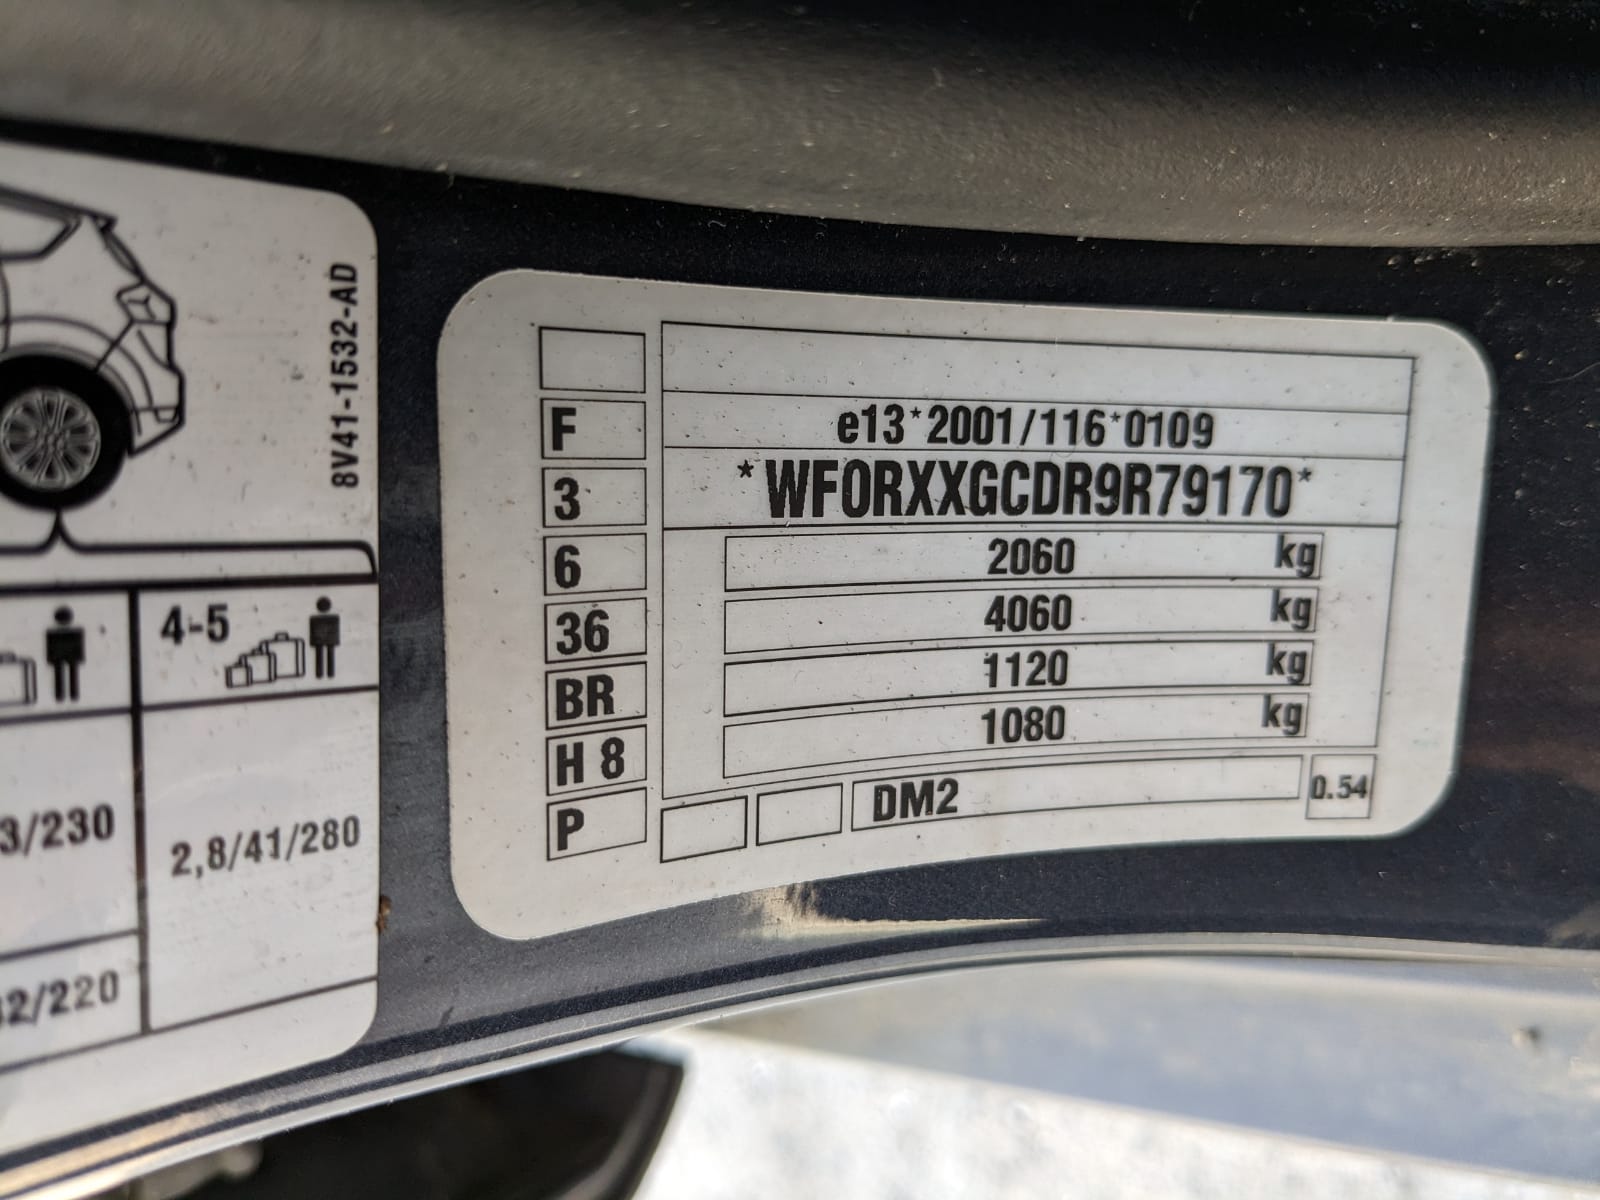 8V41-1532-AD
4-5
3/230
2,8/41/280
32/220
F
e13*2001/116*0109
3
*WF0RXXGCDR9R79170*
6
2060 kg
36
4060 kg
BR
1120 kg
H 8
1080 kg
P
DM2
0.54